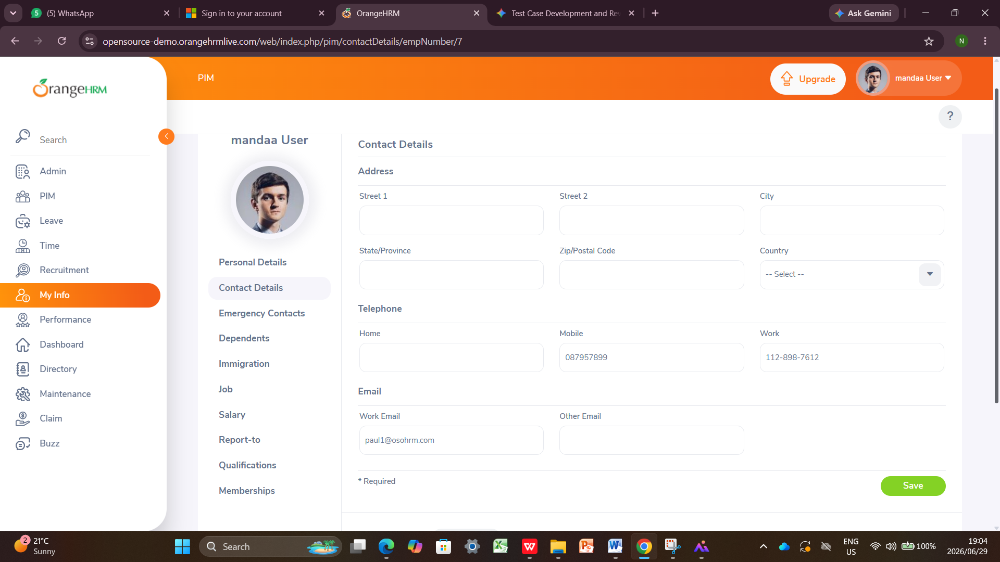 5 (5) WhatsApp
Sign in to your account
OrangeHRM
Test Case Development and Re
Ask Gemini
opensource-demo.orangehrmlive.com/web/index.php/pim/contactDetails/empNumber/7
N
OrangeHRM
PIM
Upgrade
mandaa User
?
Search
Admin
PIM
Leave
Time
Recruitment
My Info
Performance
Dashboard
Directory
Maintenance
Claim
Buzz
mandaa User
Personal Details
Contact Details
Emergency Contacts
Dependents
Immigration
Job
Salary
Report-to
Qualifications
Memberships
Contact Details
Address
Street 1
Street 2
City
State/Province
Zip/Postal Code
Country
-- Select --
Telephone
Home
Mobile
Work
087957899
112-898-7612
Email
Work Email
Other Email
paul1@osohrm.com
* Required
Save
2
21°C
Sunny
Search
ENG
US
100%
19:04
2026/06/29